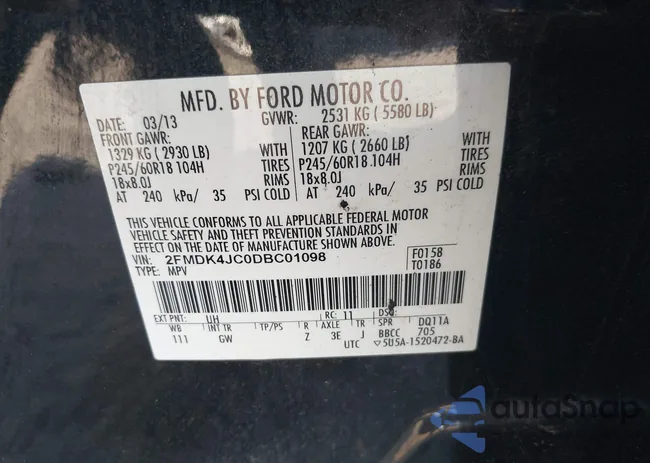 MFD. BY FORD MOTOR CO.
DATE: 03/13 GVWR: 2531 KG ( 5580 LB)
FRONT GAWR: REAR GAWR:
1329 KG ( 2930 LB) WITH 1207 KG ( 2660 LB) WITH
P245/60R18 104H TIRES P245/60R18 104H TIRES
18x8.0J RIMS 18x8.0J RIMS
AT 240 kPa/ 35 PSI COLD AT 240 kPa/ 35 PSI COLD
THIS VEHICLE CONFORMS TO ALL APPLICABLE FEDERAL MOTOR
VEHICLE SAFETY AND THEFT PREVENTION STANDARDS IN
EFFECT ON THE DATE OF MANUFACTURE SHOWN ABOVE.
VIN: 2FMDK4JC0DBC01098 F0158
TYPE: MPV T0186
EXT PNT: UH RC: 11 DSO:
WB INT TR TP/PS R AXLE TR SPR DQ11A
111 GW Z 3E J BBCC 705
UTC ▽5U5A-1520472-BA
autoSnap